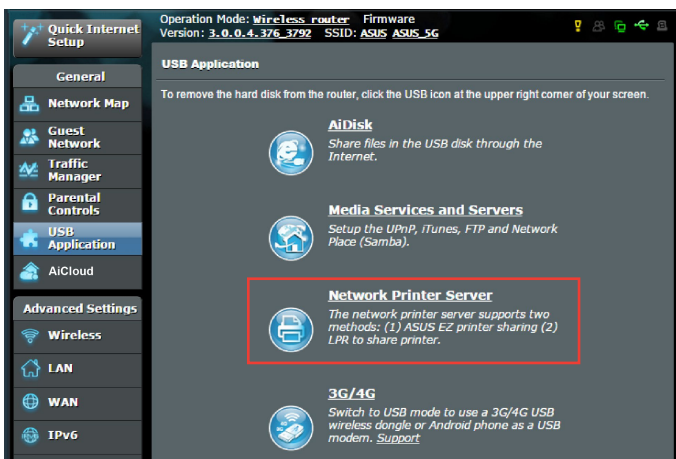 Quick Internet
Setup
General
Network Map
Guest
Network
Traffic
Manager
Parental
Controls
USB
Application
AiCloud
Advanced Settings
Wireless
LAN
WAN
IPv6
Operation Mode: Wireless router Firmware
Version: 3.0.0.4.376_3792 SSID: ASUS ASUS_5G
USB Application
To remove the hard disk from the router, click the USB icon at the upper right corner of your screen.
AiDisk
Share files in the USB disk through the
Internet.
Media Services and Servers
Setup the UPnP, iTunes, FTP and Network
Place (Samba).
Network Printer Server
The network printer server supports two
methods: (1) ASUS EZ printer sharing (2)
LPR to share printer.
3G/4G
Switch to USB mode to use a 3G/4G USB
wireless dongle or Android phone as a USB
modem. Support